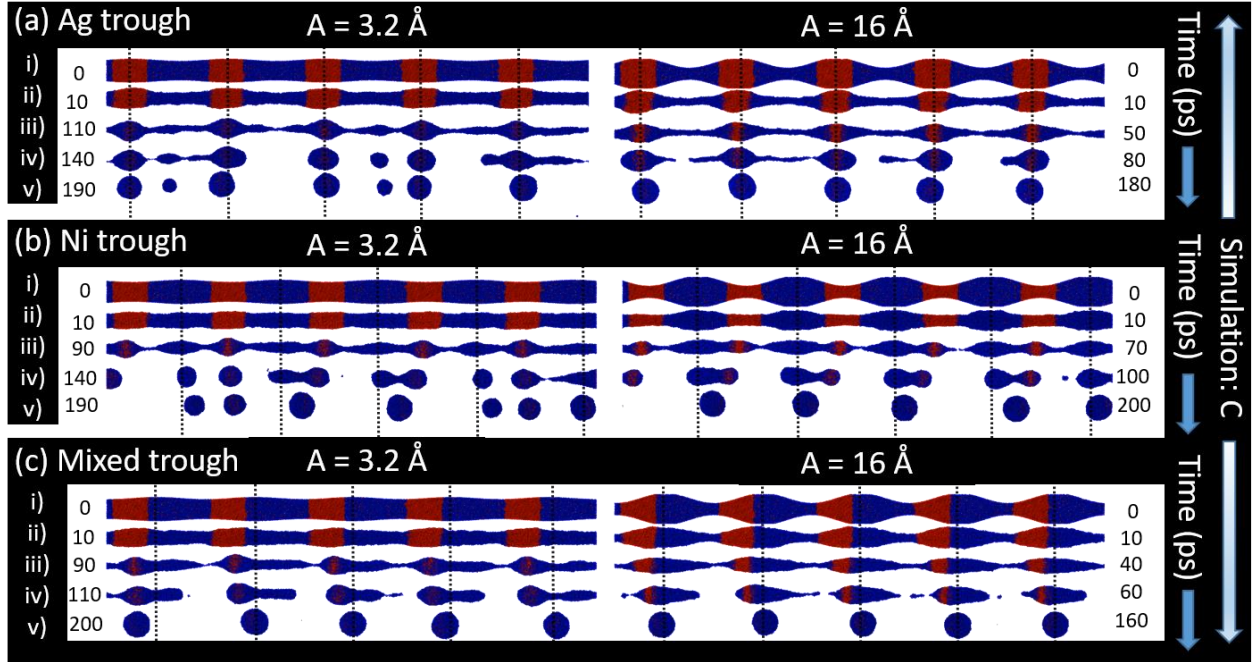 (a) Ag trough A = 3.2 Å A = 16 Å
i) 0 0
ii) 10 10
iii) 110 50
iv) 140 80
v) 190 180
Time (ps)
(b) Ni trough A = 3.2 Å A = 16 Å
i) 0 0
ii) 10 10
iii) 90 70
iv) 140 100
v) 190 200
Time (ps)
Simulation: C
(c) Mixed trough A = 3.2 Å A = 16 Å
i) 0 0
ii) 10 10
iii) 90 40
iv) 110 60
v) 200 160
Time (ps)